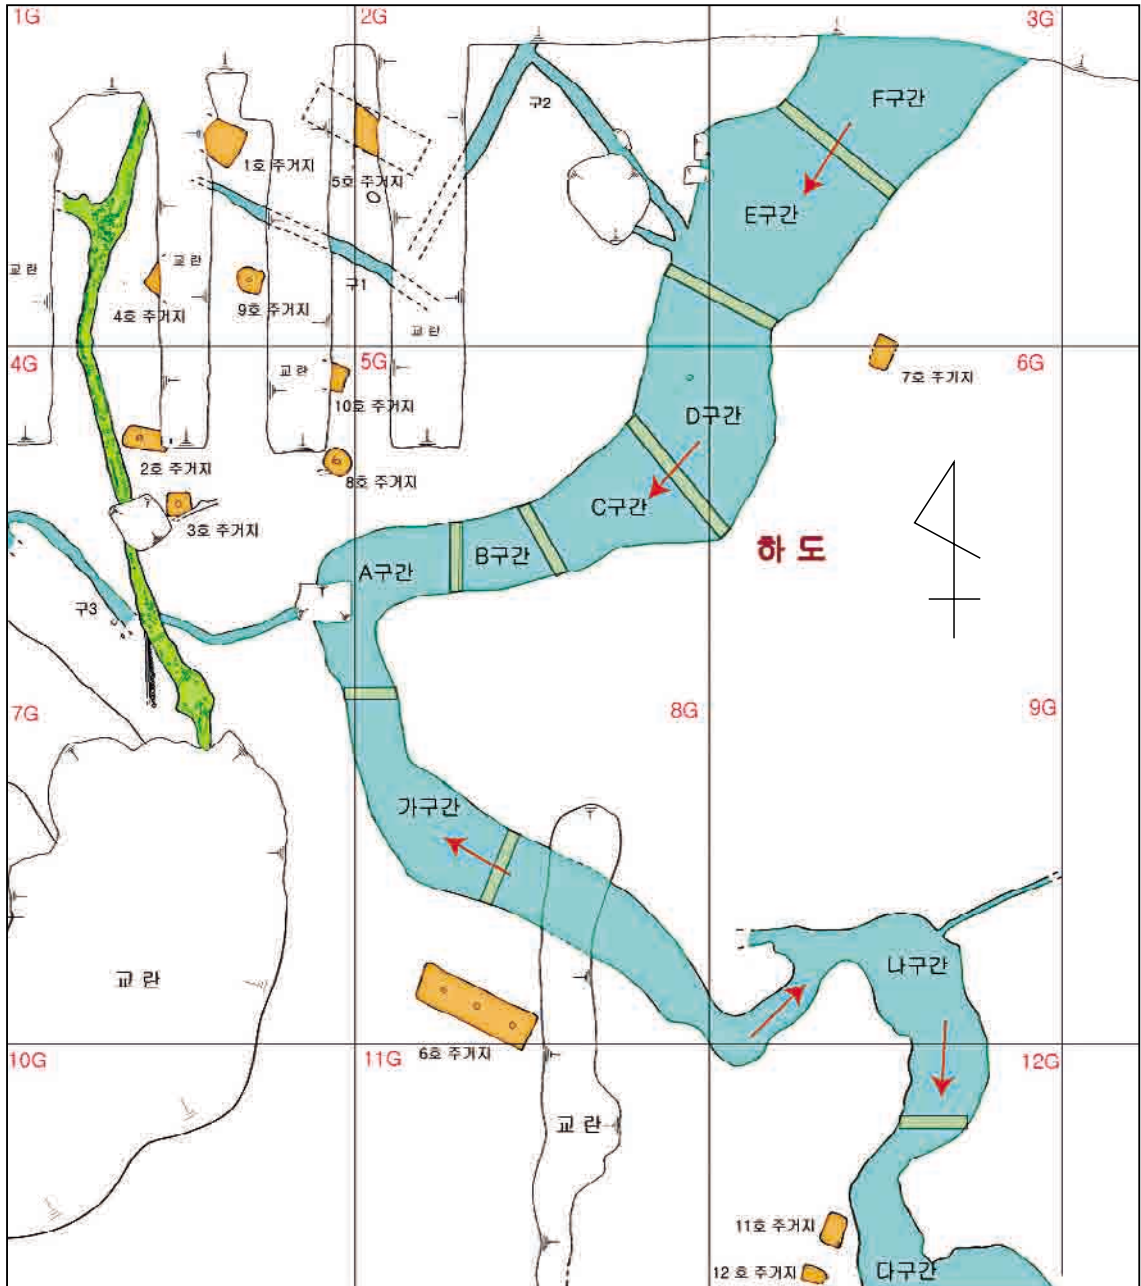 1G
2G
3G
F구간
구2
1호 주거지
5호 주거지
E구간
교 란
교 란
구1
4호 주거지
9호 주거지
교 란
4G
5G
6G
교 란
7호 주거지
10호 주거지
D구간
2호 주거지
8호 주거지
C구간
3호 주거지
?
하 도
B구간
A구간
구3
7G
8G
9G
가구간
나구간
교 란
6호 주거지
10G
11G
12G
교 란
11호 주거지
12 호 주거지
다구간